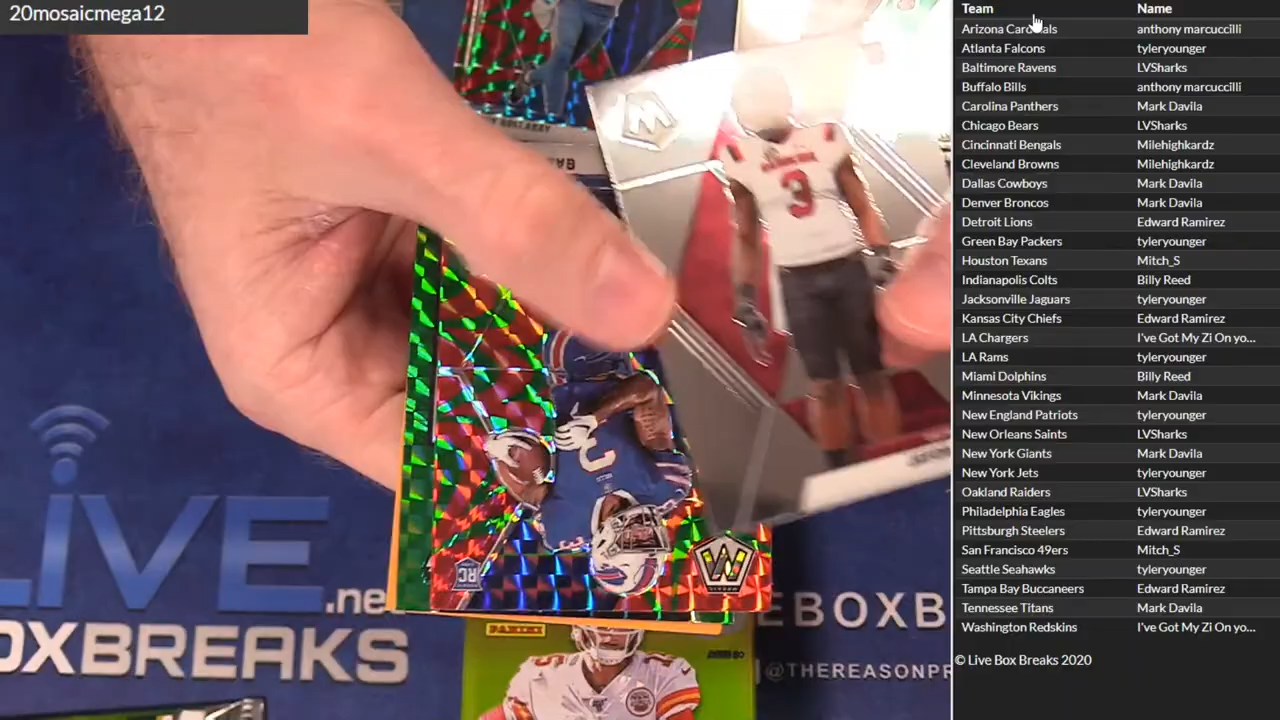 20mosaicmega12
Team Name
Arizona Cardinals anthony marcuccilli
Atlanta Falcons tyleryounger
Baltimore Ravens LVSharks
Buffalo Bills anthony marcuccilli
Carolina Panthers Mark Davila
Chicago Bears LVSharks
Cincinnati Bengals Milehighkardz
Cleveland Browns Milehighkardz
Dallas Cowboys Mark Davila
Denver Broncos Mark Davila
Detroit Lions Edward Ramirez
Green Bay Packers tyleryounger
Houston Texans Mitch_S
Indianapolis Colts Billy Reed
Jacksonville Jaguars tyleryounger
Kansas City Chiefs Edward Ramirez
LA Chargers I've Got My Zi On yo...
LA Rams tyleryounger
Miami Dolphins Billy Reed
Minnesota Vikings Mark Davila
New England Patriots tyleryounger
New Orleans Saints LVSharks
New York Giants Mark Davila
New York Jets tyleryounger
Oakland Raiders LVSharks
Philadelphia Eagles tyleryounger
Pittsburgh Steelers Edward Ramirez
San Francisco 49ers Mitch_S
Seattle Seahawks tyleryounger
Tampa Bay Buccaneers Edward Ramirez
Tennessee Titans Mark Davila
Washington Redskins I've Got My Zi On yo...
© Live Box Breaks 2020
3
3
RC
LIVE.ne
OXBREAKS
EBOXB
@THEREASONPR
PANINI
15